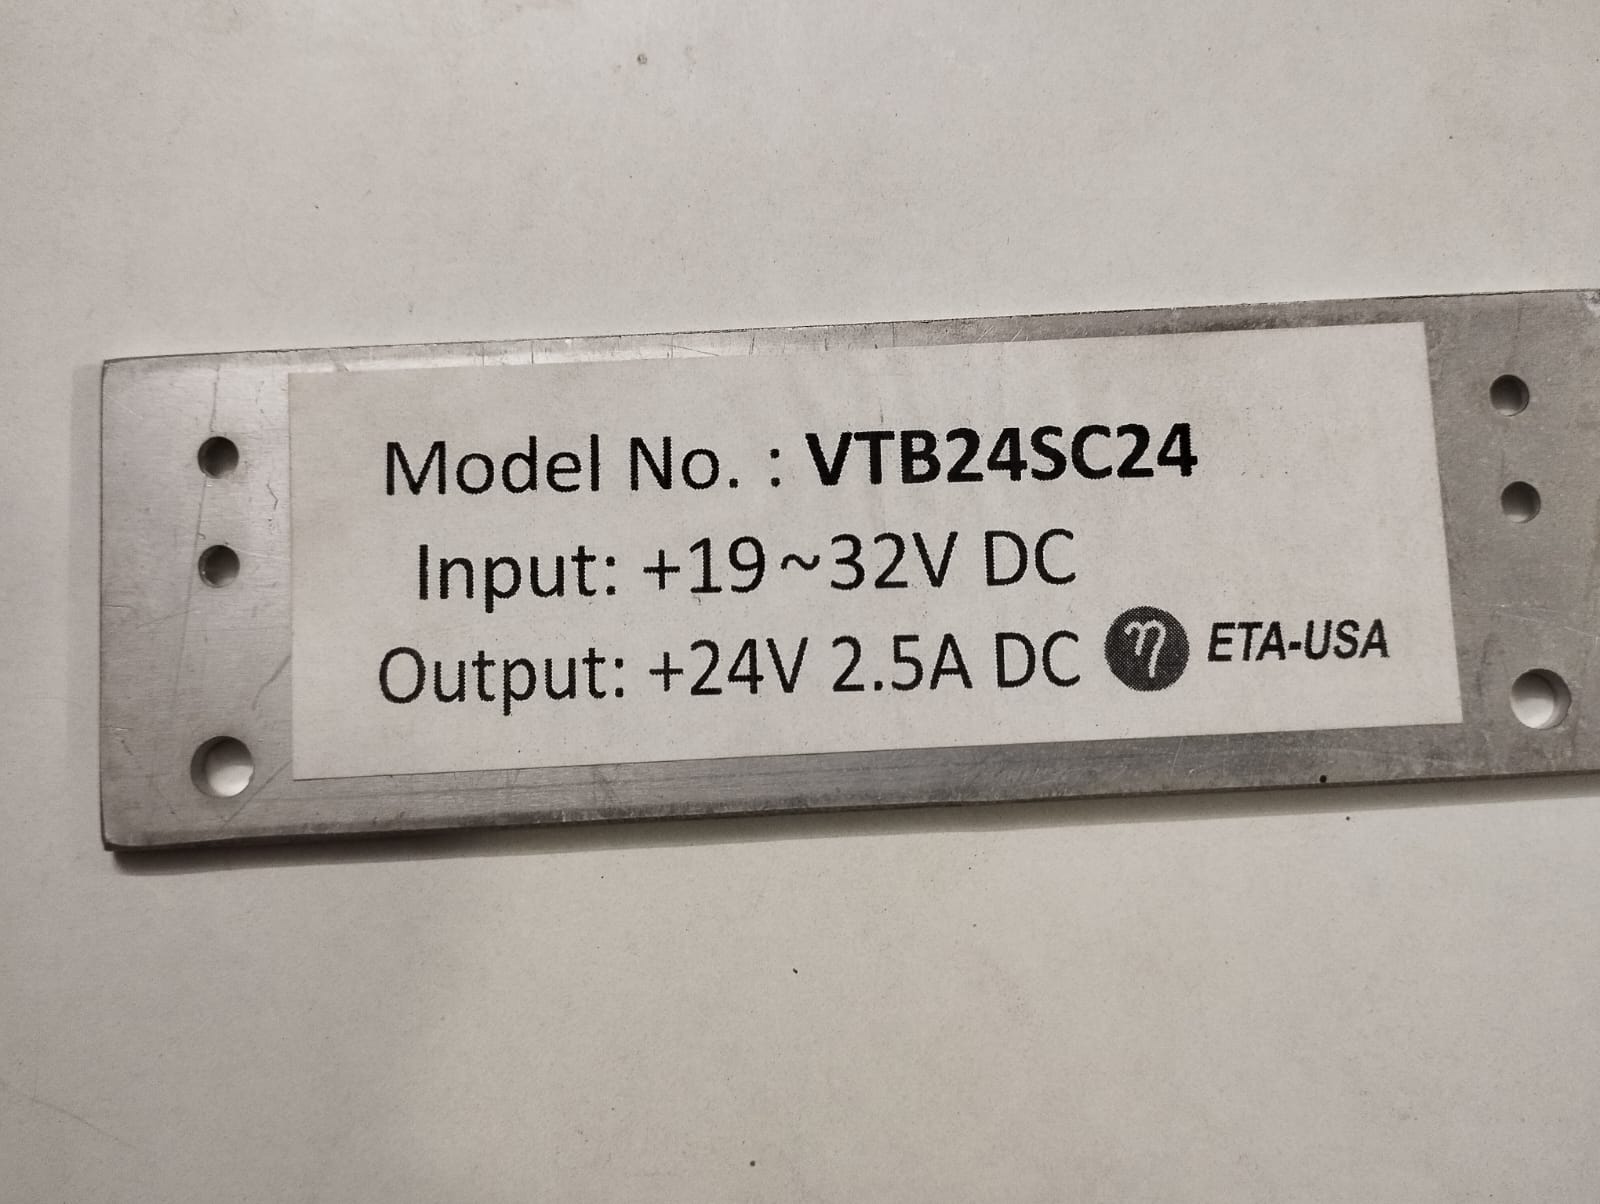 Model No. : VTB24SC24
Input: +19~32V DC
Output: +24V 2.5A DC η ETA-USA